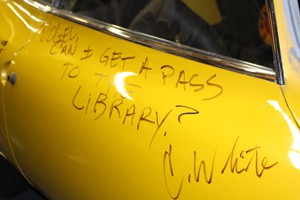 CAN I GET A PASS
TO THE
LIBRARY?
C. White